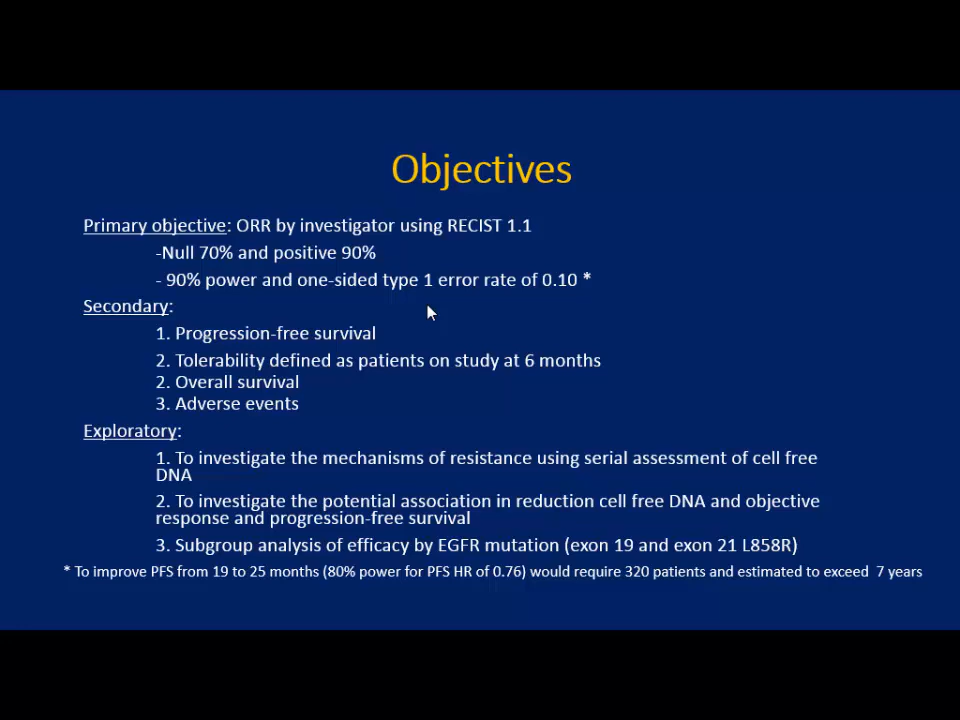 Objectives
Primary objective: ORR by investigator using RECIST 1.1
-Null 70% and positive 90%
- 90% power and one-sided type 1 error rate of 0.10 *
Secondary:
1. Progression-free survival
2. Tolerability defined as patients on study at 6 months
2. Overall survival
3. Adverse events
Exploratory:
1. To investigate the mechanisms of resistance using serial assessment of cell free
DNA
2. To investigate the potential association in reduction cell free DNA and objective
response and progression-free survival
3. Subgroup analysis of efficacy by EGFR mutation (exon 19 and exon 21 L858R)
* To improve PFS from 19 to 25 months (80% power for PFS HR of 0.76) would require 320 patients and estimated to exceed 7 years